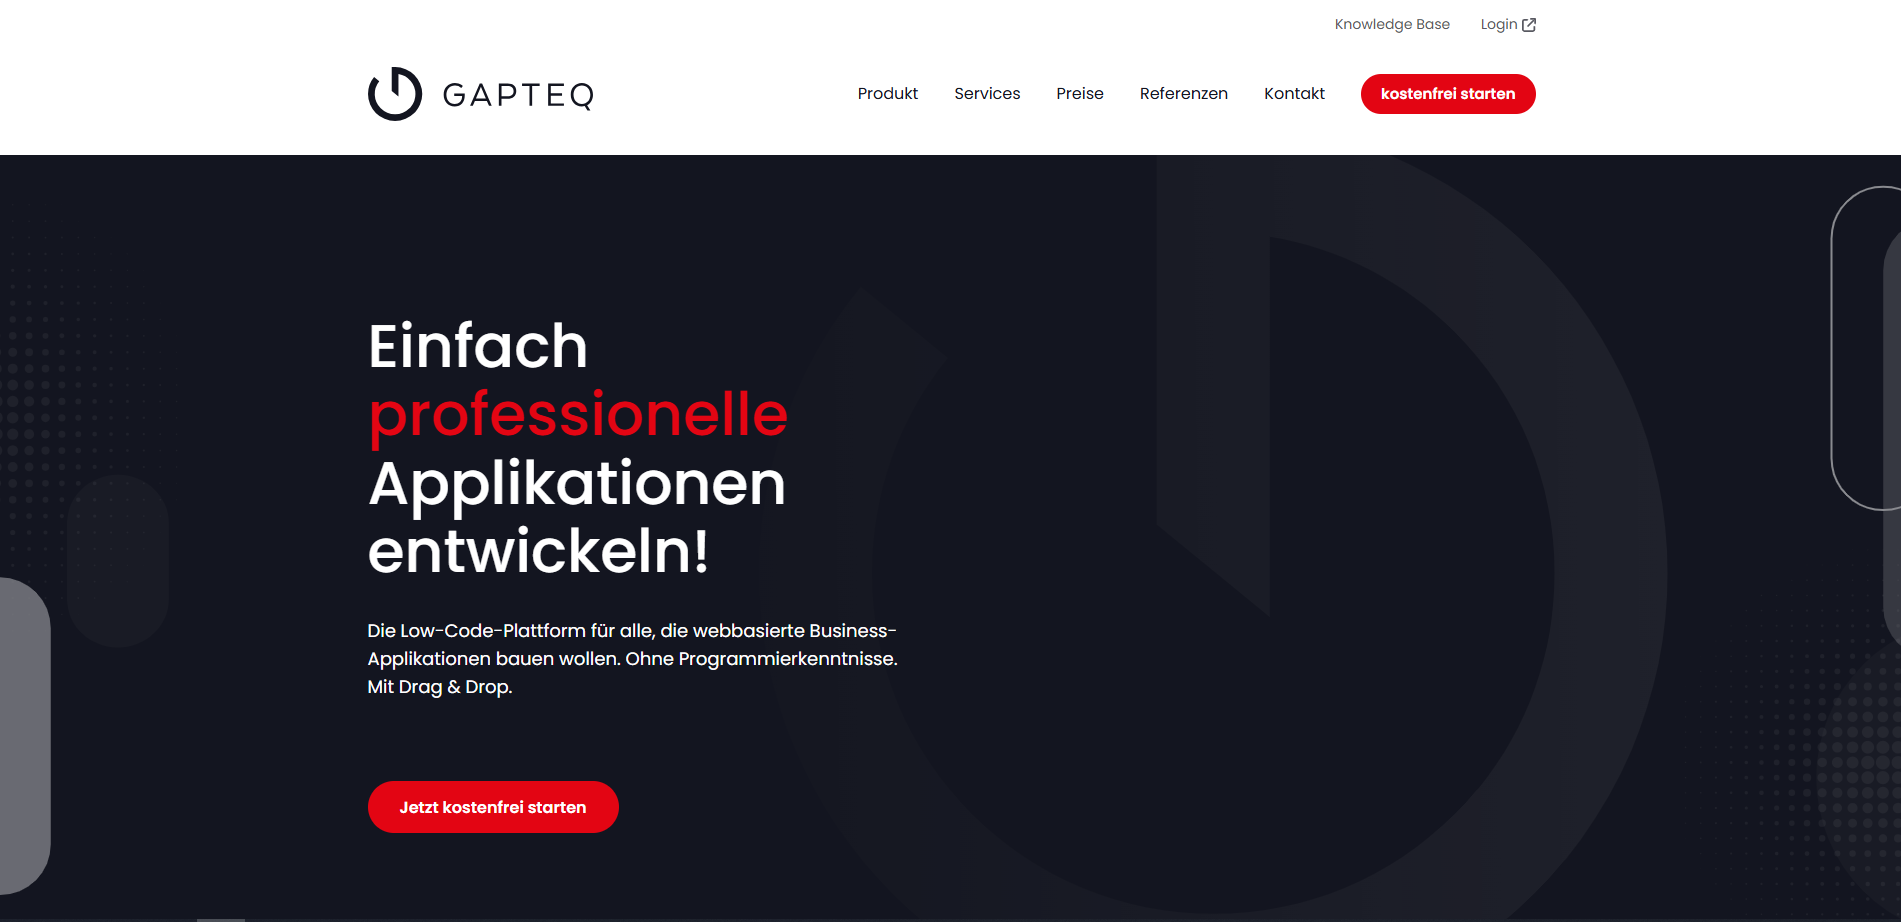 Knowledge Base Login
GAPTEQ
Produkt Services Preise Referenzen Kontakt kostenfrei starten
Einfach
professionelle
Applikationen
entwickeln!
Die Low-Code-Plattform für alle, die webbasierte Business-
Applikationen bauen wollen. Ohne Programmierkenntnisse.
Mit Drag & Drop.
Jetzt kostenfrei starten